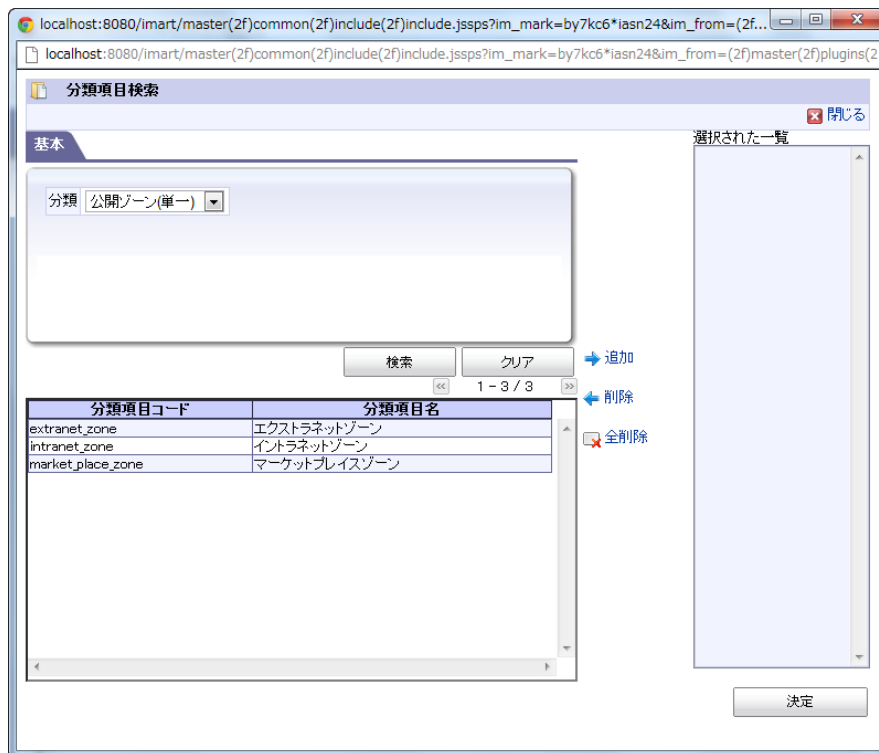 localhost:8080/imart/master(2f)common(2f)include(2f)include.jssps?im_mark=by7kc6*iasn24&im_from=(2f...
localhost:8080/imart/master(2f)common(2f)include(2f)include.jssps?im_mark=by7kc6*iasn24&im_from=(2f)master(2f)plugins(2
分類項目検索
閉じる
基本
選択された一覧
分類 公開ゾーン(単一)
検索 クリア
追加
1 - 3 / 3
削除
全削除
分類項目コード 分類項目名
extranet_zone エクストラネットゾーン
intranet_zone イントラネットゾーン
market_place_zone マーケットプレイスゾーン
決定